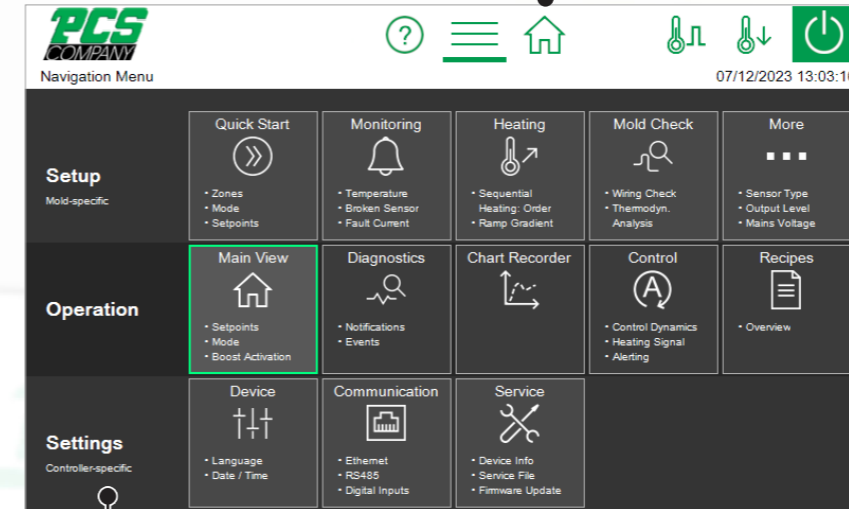 PCS
COMPANY
?
Navigation Menu
07/12/2023 13:03:10
Quick Start
Monitoring
Heating
Mold Check
More
Setup
Mold-specific
• Zones
• Mode
• Setpoints
• Temperature
• Broken Sensor
• Fault Current
• Sequential
Heating: Order
• Ramp Gradient
• Wiring Check
• Thermodyn.
Analysis
• Sensor Type
• Output Level
• Mains Voltage
Main View
Diagnostics
Chart Recorder
Control
Recipes
A
Operation
• Setpoints
• Mode
• Boost Activation
• Notifications
• Events
• Control Dynamics
• Heating Signal
• Alerting
• Overview
Device
Communication
Service
Settings
Controller-specific
• Language
• Date / Time
• Ethernet
• RS485
• Digital Inputs
• Device Info
• Service File
• Firmware Update